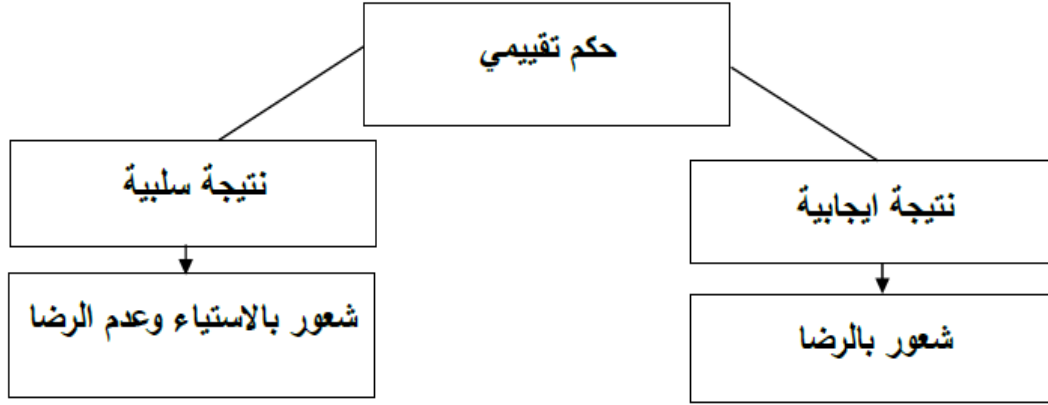 حكم تقييمي
نتيجة ايجابية
نتيجة سلبية
شعور بالرضا
شعور بالاستياء وعدم الرضا